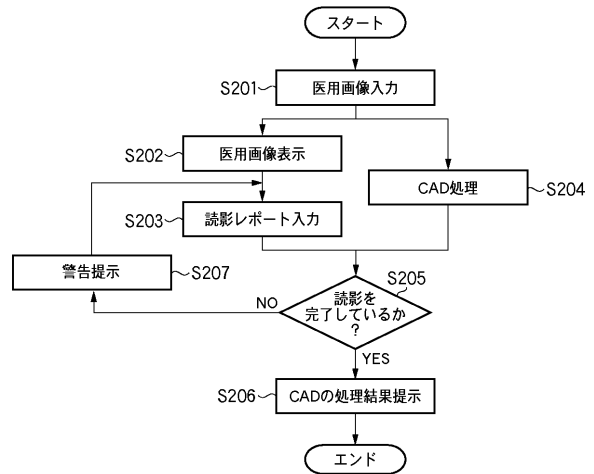 スタート
S201
医用画像入力
S202
医用画像表示
CAD処理
S204
S203
読影レポート入力
警告提示
S207
S205
読影を
完了しているか
?
NO
YES
S206
CADの処理結果提示
エンド